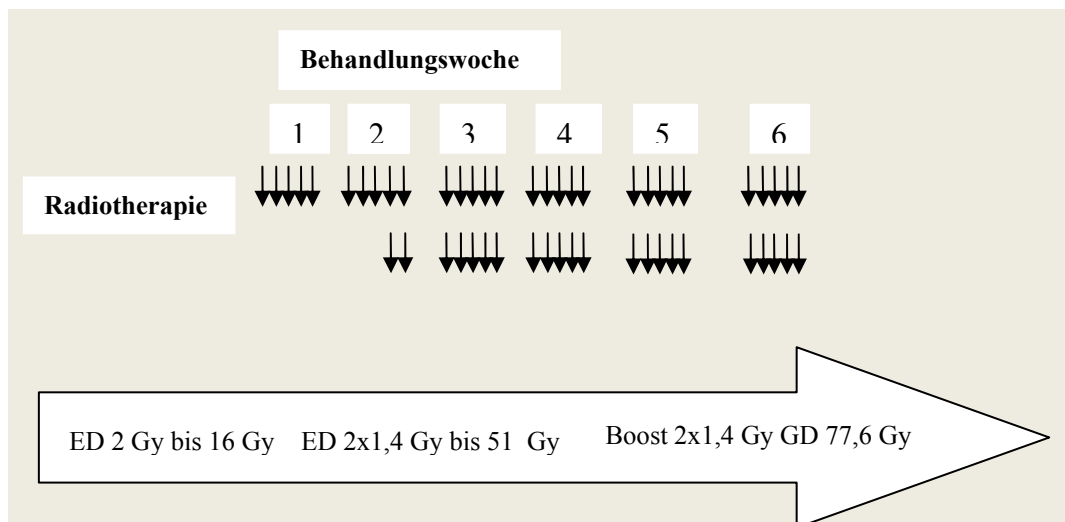 Behandlungswoche
1 2 3 4 5 6
Radiotherapie
ED 2 Gy bis 16 Gy ED 2x1,4 Gy bis 51 Gy Boost 2x1,4 Gy GD 77,6 Gy